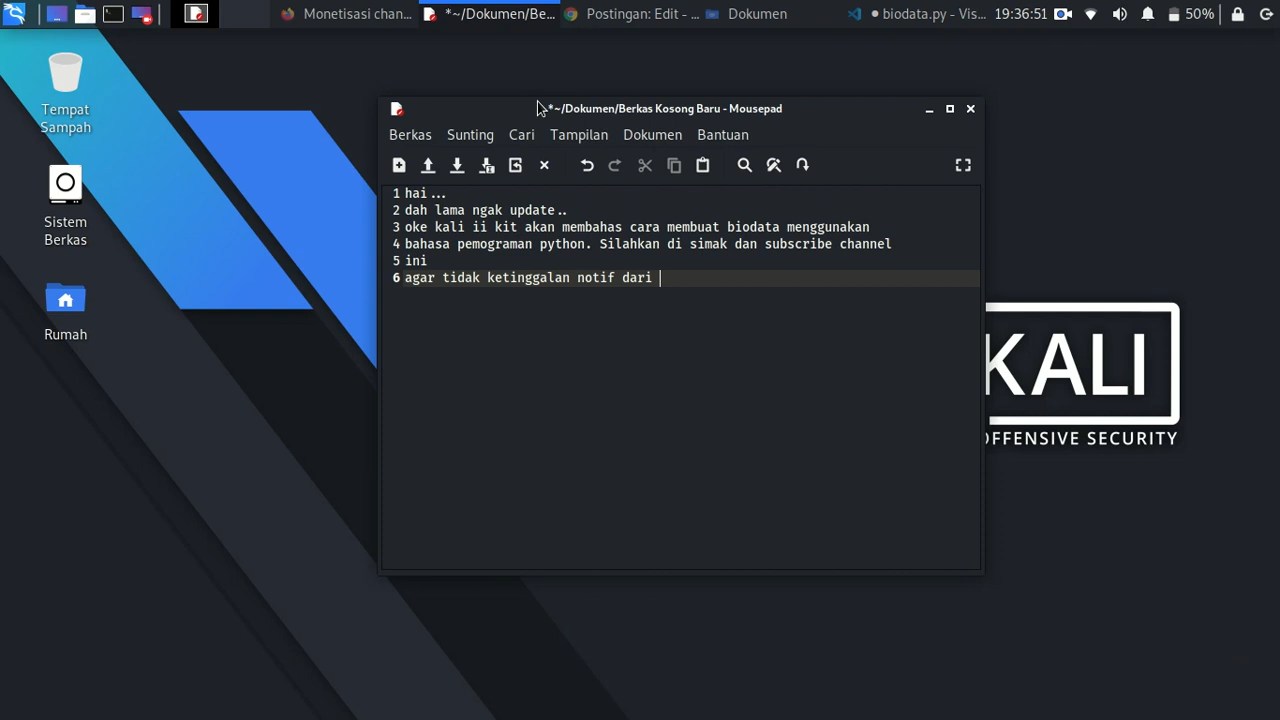 Monetisasi chan...
*~/Dokumen/Be...
Postingan: Edit - ...
Dokumen
● biodata.py - Vis...
19:36:51
50%
Tempat
Sampah
Sistem
Berkas
Rumah
*~/Dokumen/Berkas Kosong Baru - Mousepad
Berkas Sunting Cari Tampilan Dokumen Bantuan
1 hai...
2 dah lama ngak update..
3 oke kali ii kit akan membahas cara membuat biodata menggunakan
4 bahasa pemograman python. Silahkan di simak dan subscribe channel
5 ini
6 agar tidak ketinggalan notif dari
KALI
OFFENSIVE SECURITY